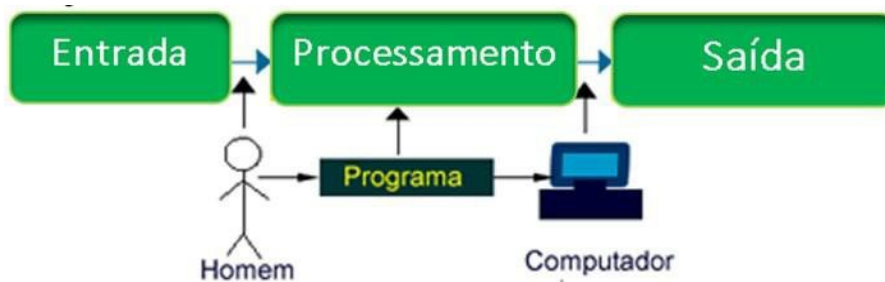 Entrada
Processamento
Saída
Programa
Homem
Computador